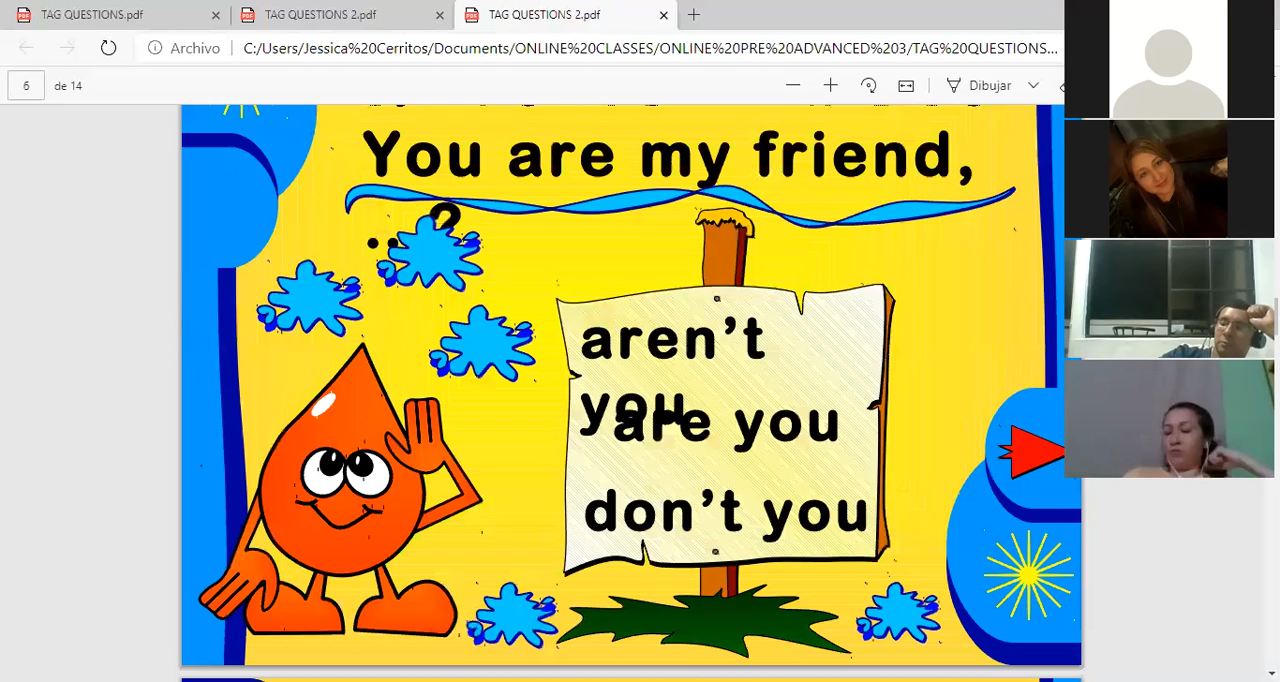 TAG QUESTIONS.pdf
TAG QUESTIONS 2.pdf
TAG QUESTIONS 2.pdf
Archivo
C:/Users/Jessica%20Cerritos/Documents/ONLINE%20CLASSES/ONLINE%20PRE%20ADVANCED%203/TAG%20QUESTIONS...
6 de 14
Dibujar
You are my friend,
..?
aren’t
you
are you
don’t you